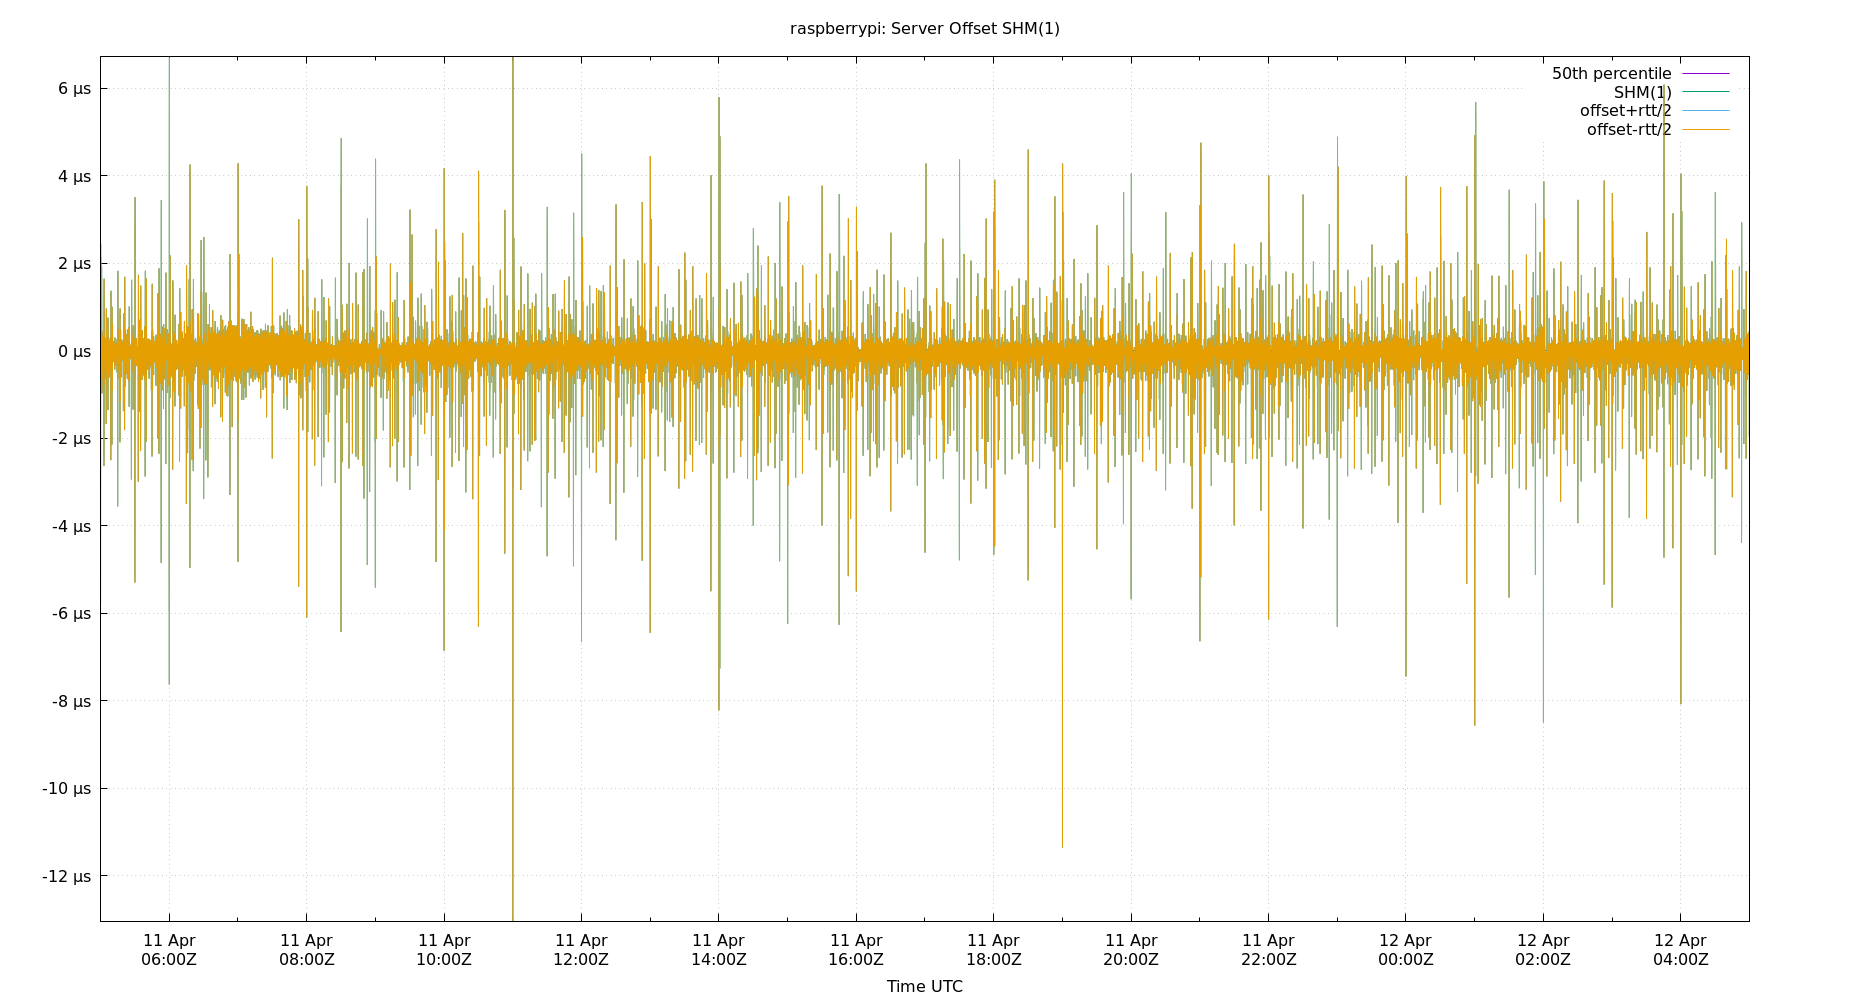 raspberrypi: Server Offset SHM(1)
50th percentile
SHM(1)
offset+rtt/2
offset-rtt/2
6 µs
4 µs
2 µs
0 µs
-2 µs
-4 µs
-6 µs
-8 µs
-10 µs
-12 µs
11 Apr 11 Apr 11 Apr 11 Apr 11 Apr 11 Apr 11 Apr 11 Apr 11 Apr 12 Apr 12 Apr 12 Apr
06:00Z 08:00Z 10:00Z 12:00Z 14:00Z 16:00Z 18:00Z 20:00Z 22:00Z 00:00Z 02:00Z 04:00Z
Time UTC